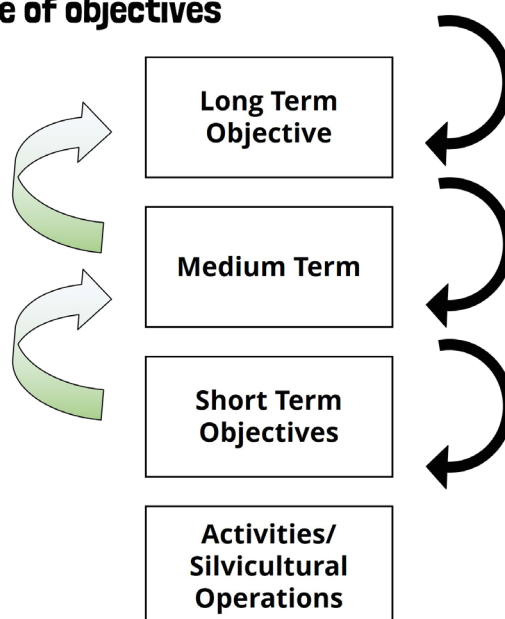 e of objectives
Long Term
Objective
Medium Term
Short Term
Objectives
Activities/
Silvicultural
Operations